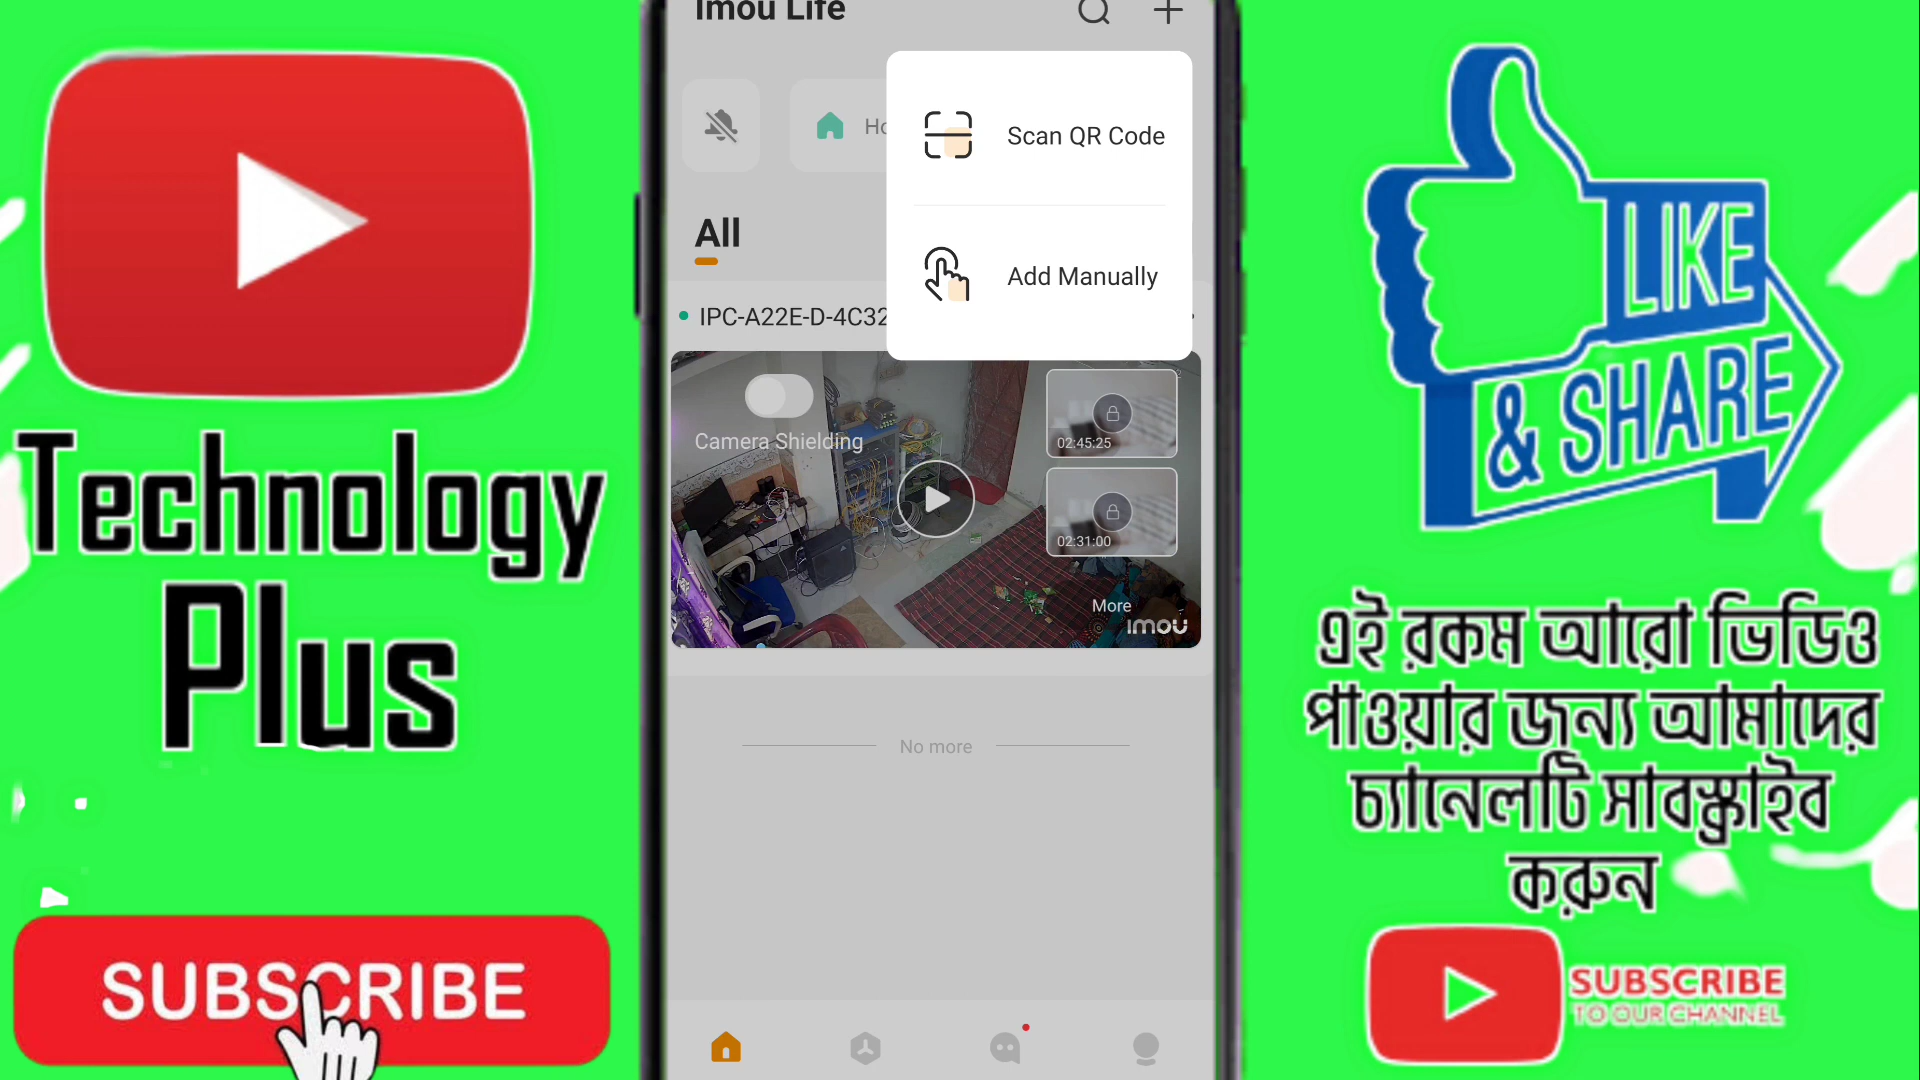 Technology
Plus
SUBSCRIBE
Imou Life
Scan QR Code
Add Manually
All
IPC-A22E-D-4C32
Camera Shielding
02:45:25
02:31:00
More
imou
No more
LIKE
& SHARE
এই রকম আরো ভিডিও
পাওয়ার জন্য আমাদের
চ্যানেলটি সাবস্ক্রাইব
করুন
SUBSCRIBE
TO OUR CHANNEL